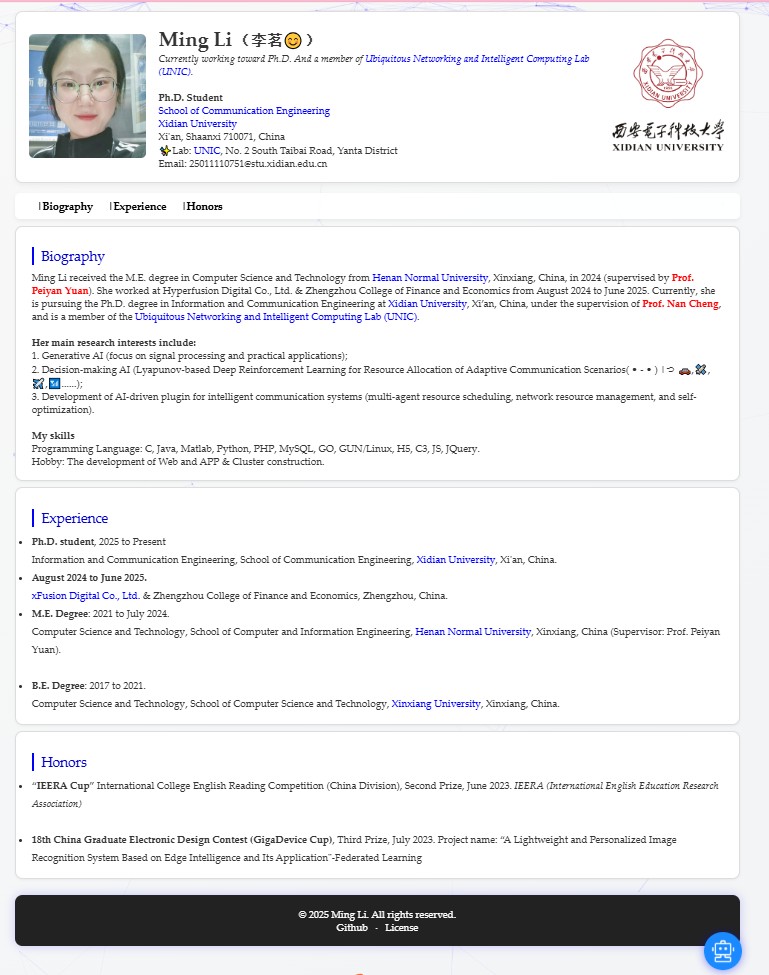 Ming Li (李茗😊)
Currently working toward Ph.D. And a member of Ubiquitous Networking and Intelligent Computing Lab
(UNIC).
Ph.D. Student
School of Communication Engineering
Xidian University
Xi'an, Shaanxi 710071, China
✨Lab: UNIC, No. 2 South Taibai Road, Yanta District
Email: 25011110751@stu.xidian.edu.cn
西安电子科技大学
XIDIAN UNIVERSITY
|Biography |Experience |Honors
Biography
Ming Li received the M.E. degree in Computer Science and Technology from Henan Normal University, Xinxiang, China, in 2024 (supervised by Prof.
Peiyan Yuan). She worked at Hyperfusion Digital Co., Ltd. & Zhengzhou College of Finance and Economics from August 2024 to June 2025. Currently, she
is pursuing the Ph.D. degree in Information and Communication Engineering at Xidian University, Xi'an, China, under the supervision of Prof. Nan Cheng,
and is a member of the Ubiquitous Networking and Intelligent Computing Lab (UNIC).
Her main research interests include:
1. Generative AI (focus on signal processing and practical applications);
2. Decision-making AI (Lyapunov-based Deep Reinforcement Learning for Resource Allocation of Adaptive Communication Scenarios( • - • ) |つ 🚗,🛰️,
✈️,📶......);
3. Development of AI-driven plugin for intelligent communication systems (multi-agent resource scheduling, network resource management, and self-
optimization).
My skills
Programming Language: C, Java, Matlab, Python, PHP, MySQL, GO, GUN/Linux, H5, C3, JS, JQuery.
Hobby: The development of Web and APP & Cluster construction.
Experience
• Ph.D. student, 2025 to Present
Information and Communication Engineering, School of Communication Engineering, Xidian University, Xi'an, China.
• August 2024 to June 2025.
xFusion Digital Co., Ltd. & Zhengzhou College of Finance and Economics, Zhengzhou, China.
• M.E. Degree: 2021 to July 2024.
Computer Science and Technology, School of Computer and Information Engineering, Henan Normal University, Xinxiang, China (Supervisor: Prof. Peiyan
Yuan).
• B.E. Degree: 2017 to 2021.
Computer Science and Technology, School of Computer Science and Technology, Xinxiang University, Xinxiang, China.
Honors
• “IEERA Cup” International College English Reading Competition (China Division), Second Prize, June 2023. IEERA (International English Education Research
Association)
• 18th China Graduate Electronic Design Contest (GigaDevice Cup), Third Prize, July 2023. Project name: “A Lightweight and Personalized Image
Recognition System Based on Edge Intelligence and Its Application”-Federated Learning
© 2025 Ming Li. All rights reserved.
Github · License